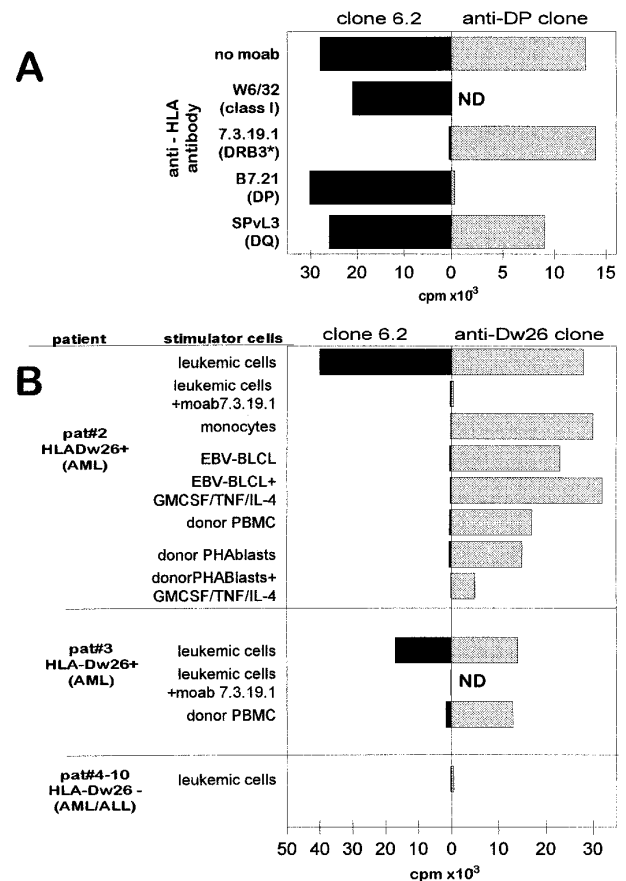 clone 6.2 anti-DP clone
A
anti - HLA
antibody
no moab
W6/32
(class I)
ND
7.3.19.1
(DRB3*)
B7.21
(DP)
SPvL3
(DQ)
30 20 10 0 5 10 15
cpm x10³
patient stimulator cells clone 6.2 anti-Dw26 clone
B
leukemic cells
leukemic cells
+moab7.3.19.1
monocytes
pat#2
HLADw26+
(AML)
EBV-BLCL
EBV-BLCL+
GMCSF/TNF/IL-4
donor PBMC
donor PHAblasts
donorPHABlasts+
GMCSF/TNF/IL-4
pat#3
HLA-Dw26+
(AML)
leukemic cells
leukemic cells
+moab 7.3.19.1
ND
donor PBMC
pat#4-10
HLA-Dw26 -
(AML/ALL)
leukemic cells
50 40 30 20 10 0 10 20 30
cpm x10³